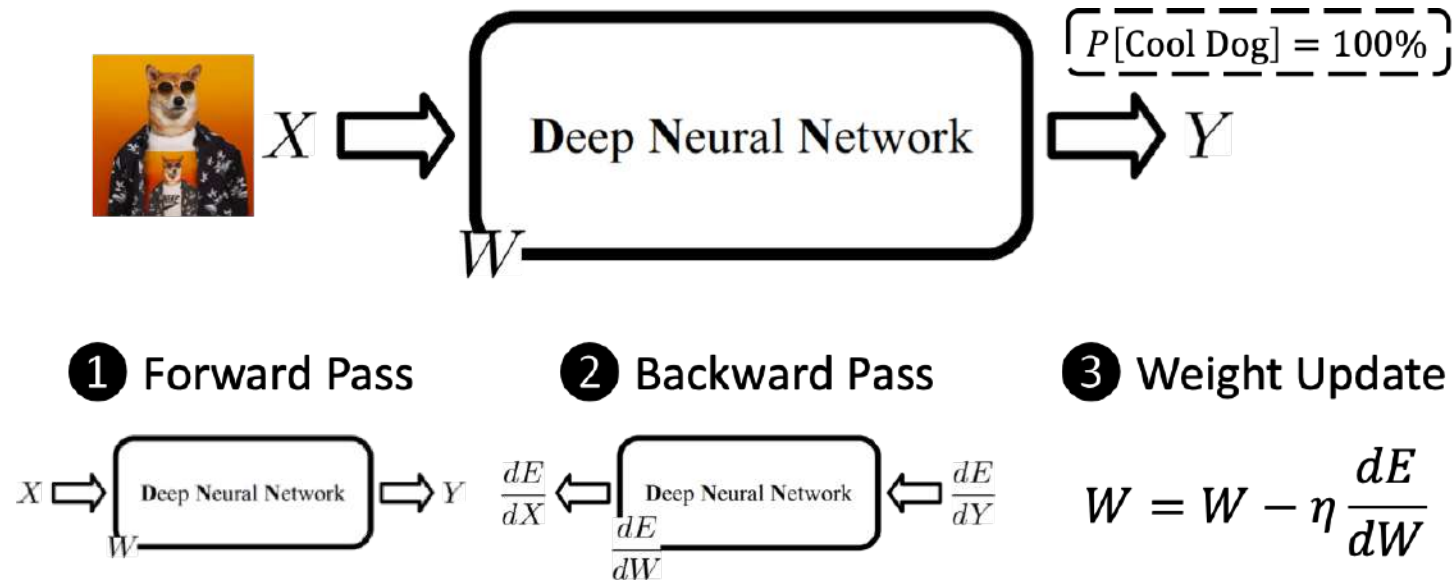 P[Cool Dog] = 100%
X
Deep Neural Network
Y
W
1 Forward Pass
2 Backward Pass
3 Weight Update
X
Deep Neural Network
Y
W
dE/dX
Deep Neural Network
dE/dY
dE/dW
W = W − η dE/dW